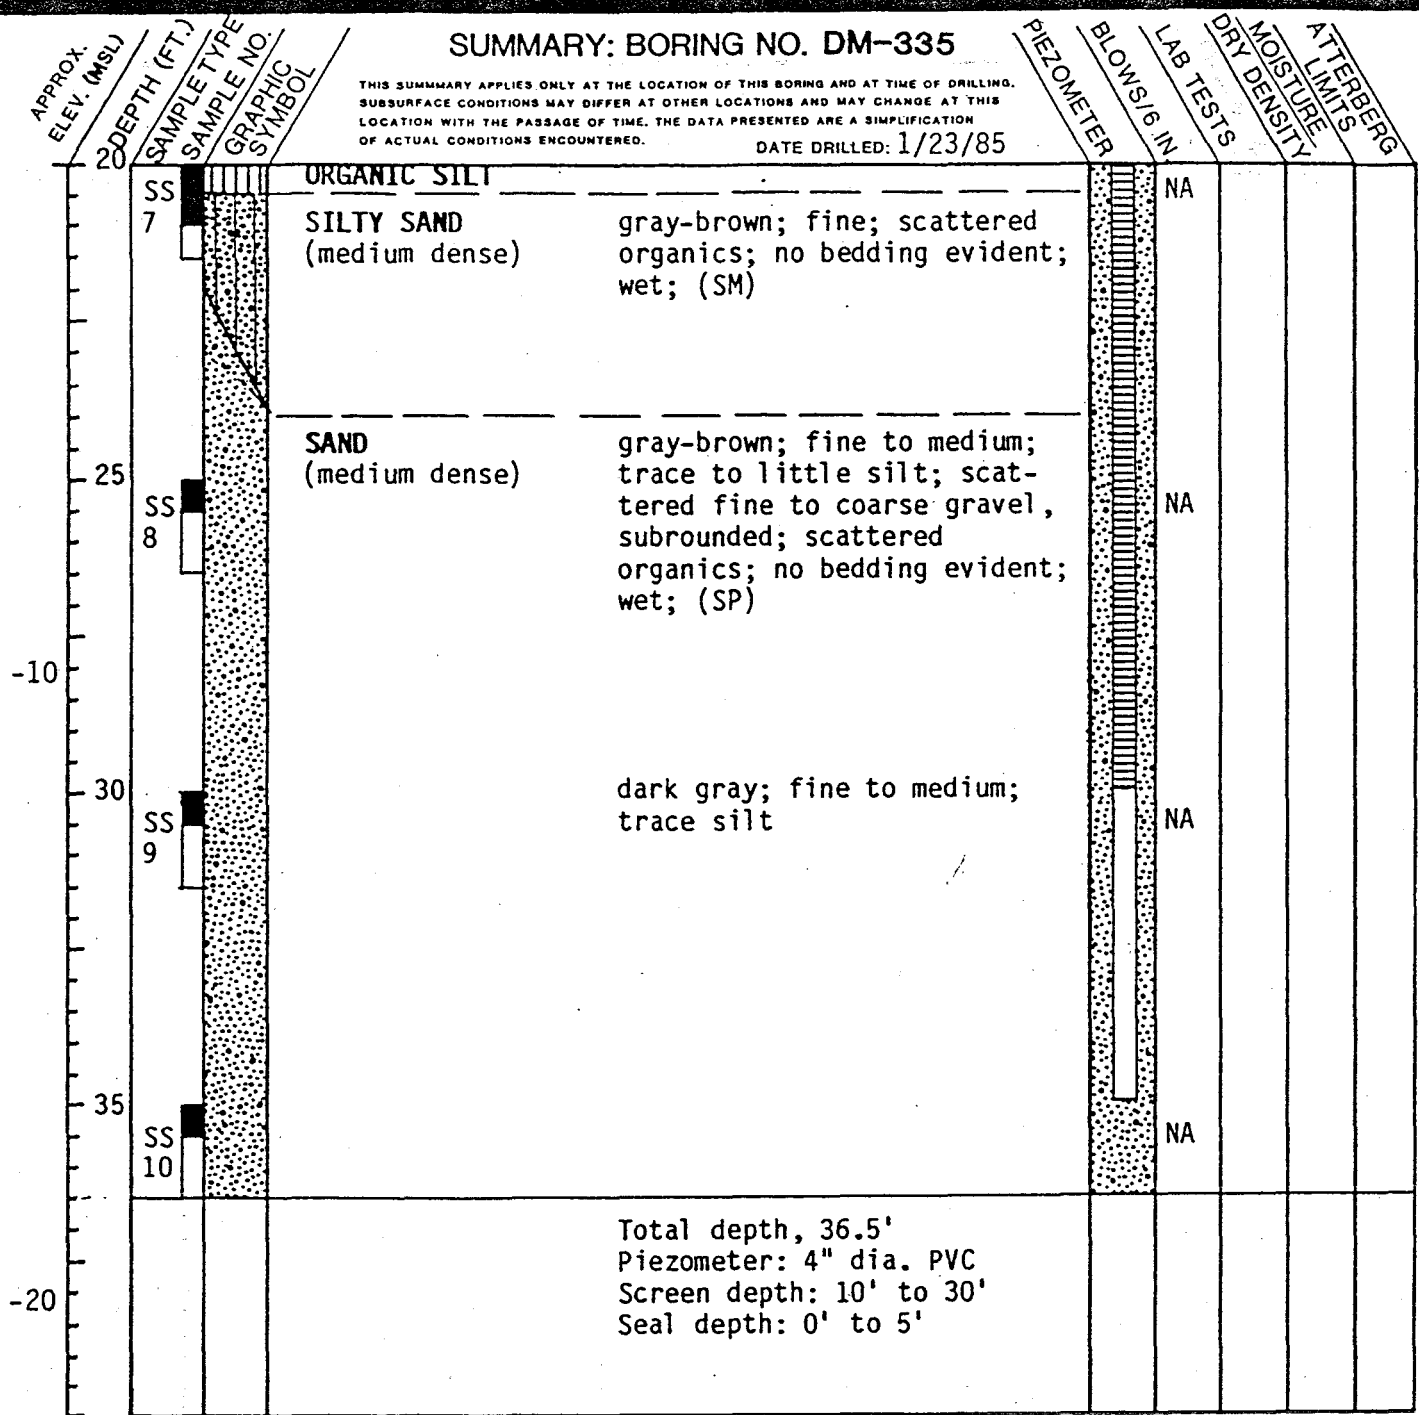 SUMMARY: BORING NO. DM-335
THIS SUMMMARY APPLIES ONLY AT THE LOCATION OF THIS BORING AND AT TIME OF DRILLING.
SUBSURFACE CONDITIONS MAY DIFFER AT OTHER LOCATIONS AND MAY CHANGE AT THIS
LOCATION WITH THE PASSAGE OF TIME. THE DATA PRESENTED ARE A SIMPLIFICATION
OF ACTUAL CONDITIONS ENCOUNTERED.
DATE DRILLED: 1/23/85
APPROX.
ELEV. (MSL)
DEPTH (FT.)
SAMPLE TYPE
SAMPLE NO.
GRAPHIC
SYMBOL
PIEZOMETER
BLOWS/6 IN.
LAB TESTS
DRY DENSITY
MOISTURE
ATTERBERG
LIMITS
20
ORGANIC SILT
SS
7
NA
SILTY SAND
(medium dense)
gray-brown; fine; scattered
organics; no bedding evident;
wet; (SM)
SAND
(medium dense)
gray-brown; fine to medium;
trace to little silt; scat-
tered fine to coarse gravel,
subrounded; scattered
organics; no bedding evident;
wet; (SP)
25
SS
8
NA
-10
30
dark gray; fine to medium;
trace silt
SS
9
NA
35
SS
10
NA
Total depth, 36.5'
Piezometer: 4" dia. PVC
Screen depth: 10' to 30'
Seal depth: 0' to 5'
-20